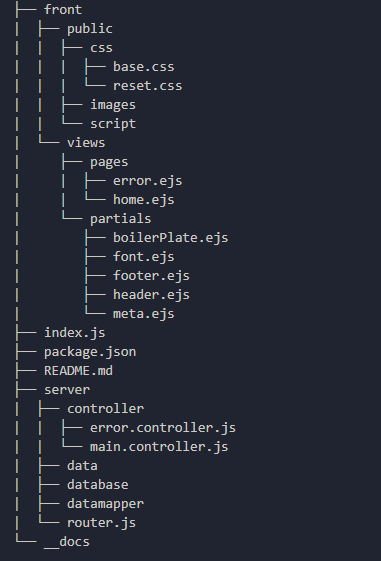 ├── front
│   ├── public
│   │   ├── css
│   │   │   ├── base.css
│   │   │   └── reset.css
│   │   ├── images
│   │   └── script
│   └── views
│       ├── pages
│       │   ├── error.ejs
│       │   └── home.ejs
│       └── partials
│           ├── boilerPlate.ejs
│           ├── font.ejs
│           ├── footer.ejs
│           ├── header.ejs
│           └── meta.ejs
├── index.js
├── package.json
├── README.md
├── server
│   ├── controller
│   │   ├── error.controller.js
│   │   └── main.controller.js
│   ├── data
│   ├── database
│   ├── datamapper
│   └── router.js
└── __docs